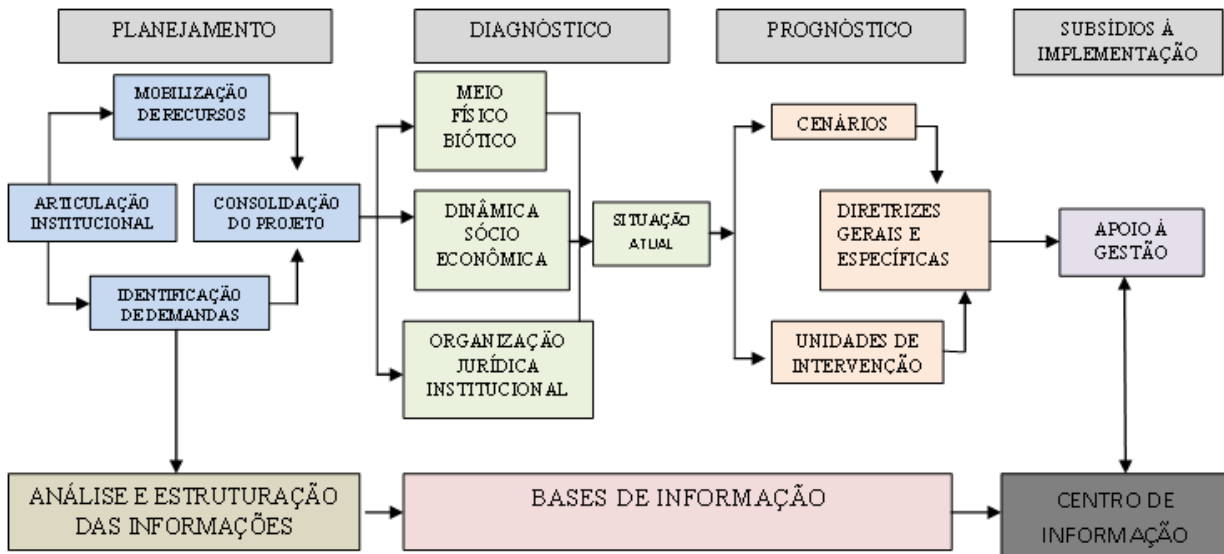 PLANEJAMENTO
DIAGNÓSTICO
PROGNÓSTICO
SUBSÍDIOS À
IMPLEMENTAÇÃO
MOBILIZAÇÃO
DE RECURSOS
ARTICULAÇÃO
INSTITUCIONAL
CONSOLIDAÇÃO
DO PROJETO
IDENTIFICAÇÃO
DE DEMANDAS
MEIO
FÍSICO
BIÓTICO
DINÂMICA
SÓCIO
ECONÔMICA
ORGANIZAÇÃO
JURÍDICA
INSTITUCIONAL
SITUAÇÃO
ATUAL
CENÁRIOS
DIRETRIZES
GERAIS E
ESPECÍFICAS
UNIDADES DE
INTERVENÇÃO
APOIO À
GESTÃO
ANÁLISE E ESTRUTURAÇÃO
DAS INFORMAÇÕES
BASES DE INFORMAÇÃO
CENTRO DE
INFORMAÇÃO